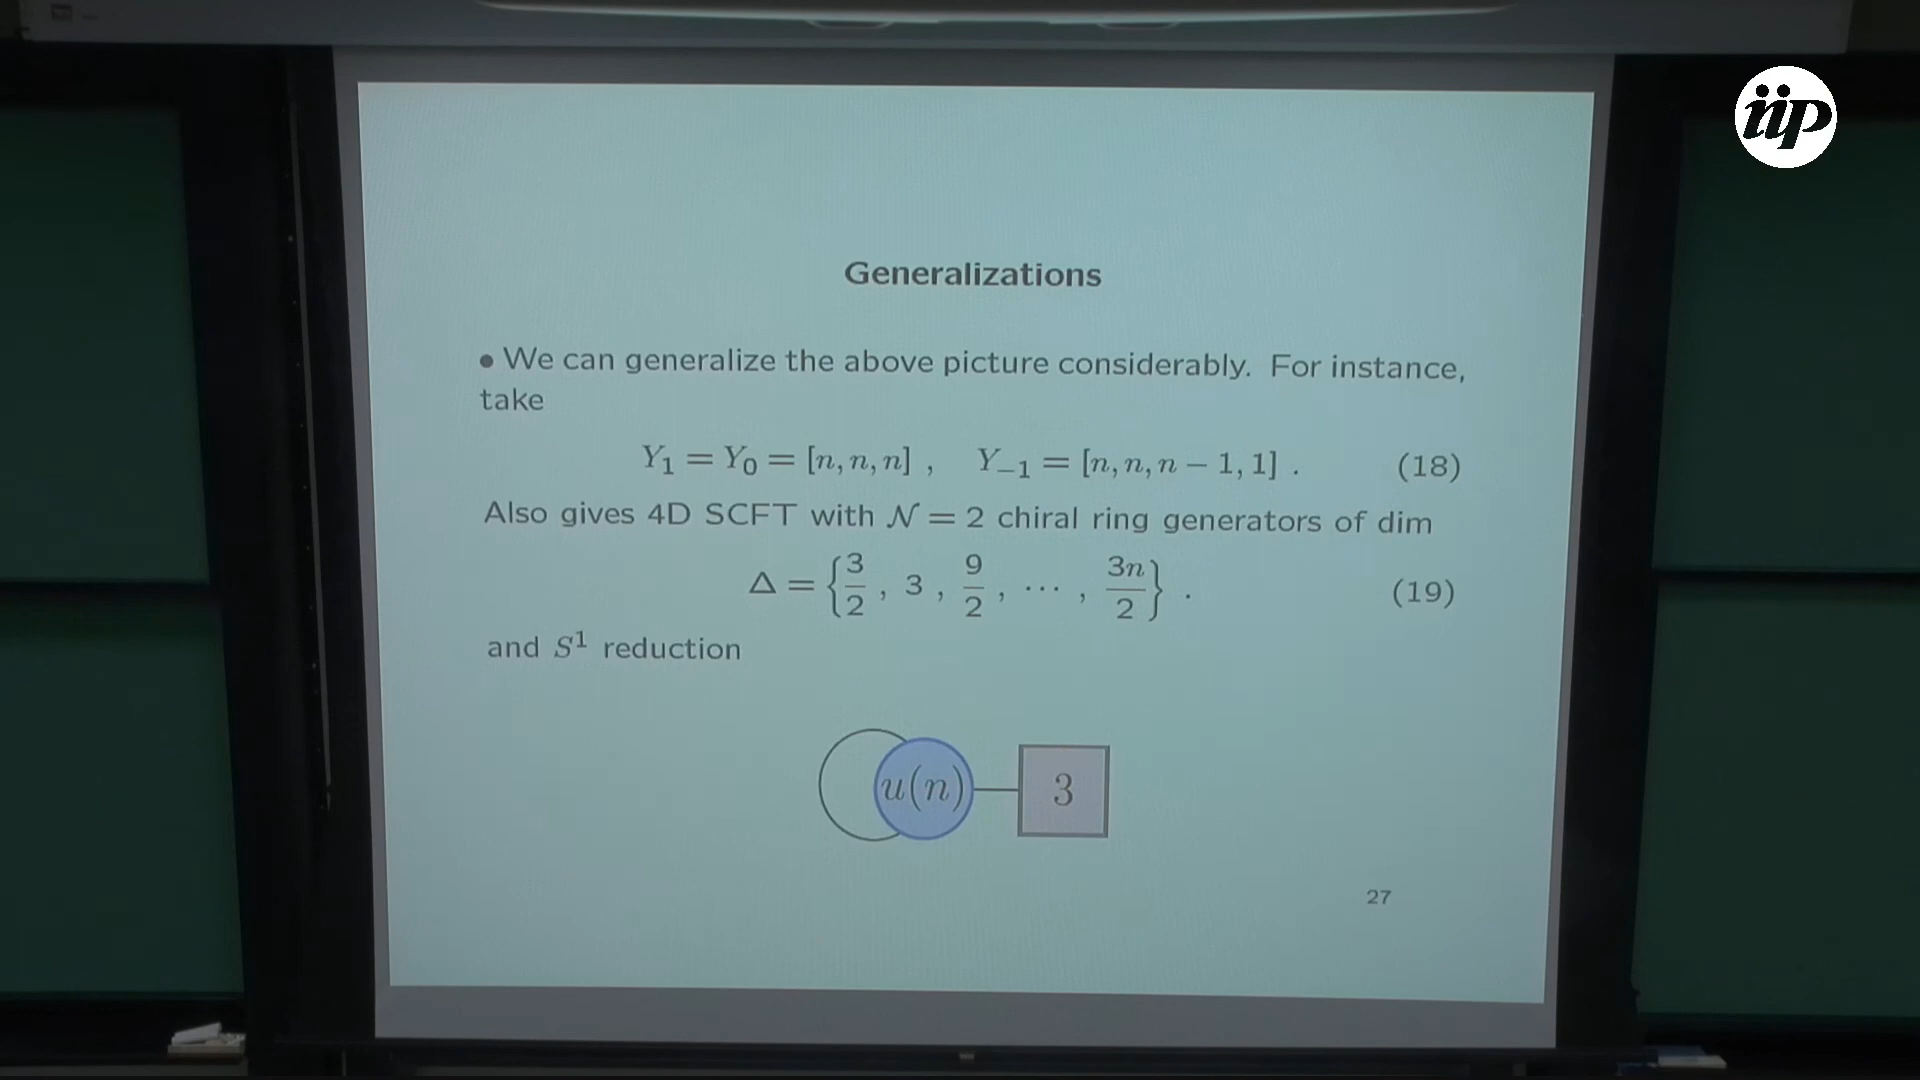 iip
Generalizations
• We can generalize the above picture considerably. For instance,
take
Y₁ = Y₀ = [n, n, n] , Y₋₁ = [n, n, n − 1, 1] . (18)
Also gives 4D SCFT with 𝒩 = 2 chiral ring generators of dim
Δ = {3/2 , 3 , 9/2 , ⋯ , 3n/2} . (19)
and S¹ reduction
u(n) 3
27